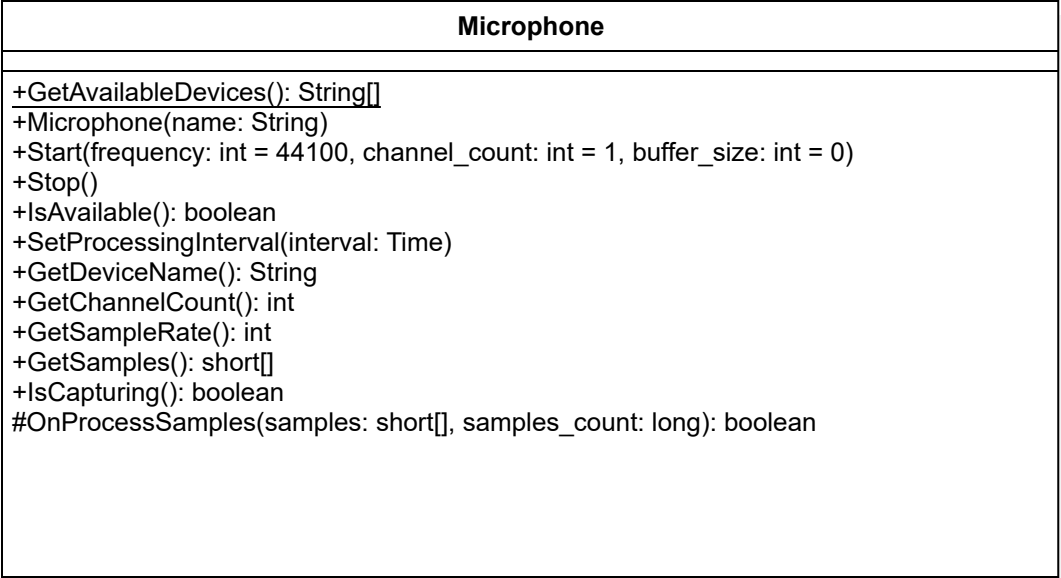 Microphone
+GetAvailableDevices(): String[]
+Microphone(name: String)
+Start(frequency: int = 44100, channel_count: int = 1, buffer_size: int = 0)
+Stop()
+IsAvailable(): boolean
+SetProcessingInterval(interval: Time)
+GetDeviceName(): String
+GetChannelCount(): int
+GetSampleRate(): int
+GetSamples(): short[]
+IsCapturing(): boolean
#OnProcessSamples(samples: short[], samples_count: long): boolean